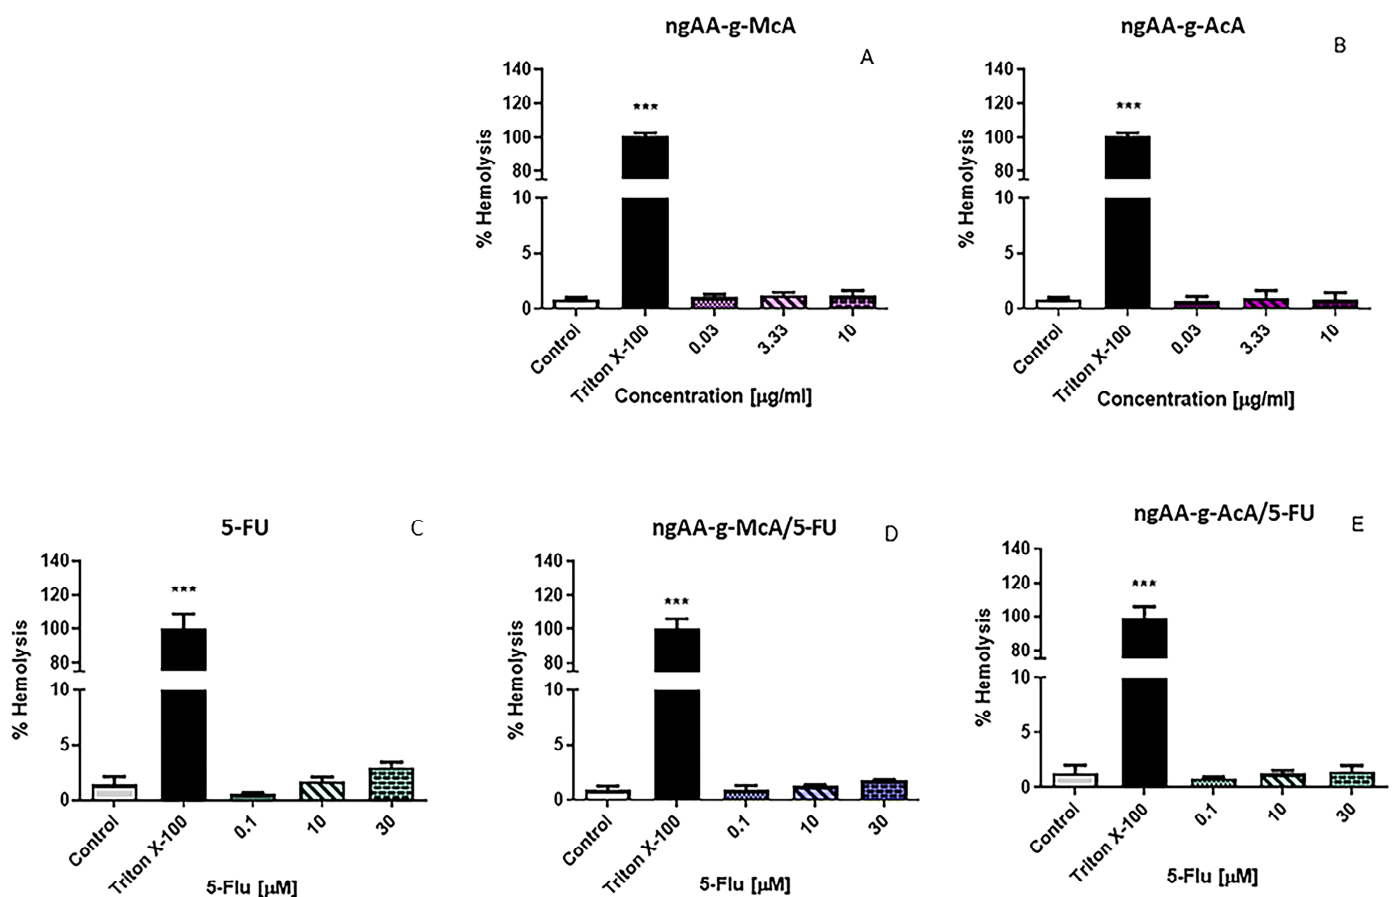 ngAA-g-McA
A
140
120
100
80
10
5
0
% Hemolysis
***
Control
Triton X-100
0.03
3.33
10
Concentration [μg/ml]
ngAA-g-AcA
B
140
120
100
80
10
5
0
% Hemolysis
***
Control
Triton X-100
0.03
3.33
10
Concentration [μg/ml]
5-FU
C
140
120
100
80
10
5
0
% Hemolysis
***
Control
Triton X-100
0.1
10
30
5-Flu [μM]
ngAA-g-McA/5-FU
D
140
120
100
80
10
5
0
% Hemolysis
***
Control
Triton X-100
0.1
10
30
5-Flu [μM]
ngAA-g-AcA/5-FU
E
140
120
100
80
10
5
0
% Hemolysis
***
Control
Triton X-100
0.1
10
30
5-Flu [μM]